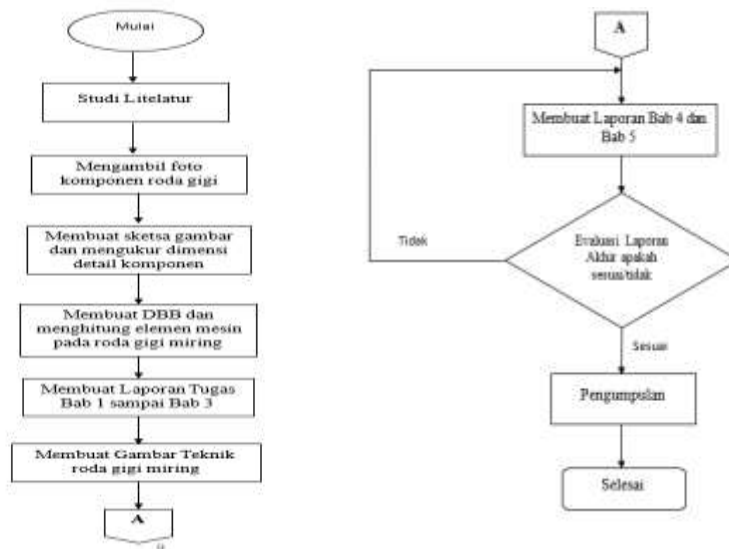 Mulai
Studi Litelatur
Mengambil foto
komponen roda gigi
Membuat sketsa gambar
dan mengukur dimensi
detail komponen
Membuat DBB dan
menghitung elemen mesin
pada roda gigi miring
Membuat Laporan Tugas
Bab 1 sampai Bab 3
Membuat Gambar Teknik
roda gigi miring
A
A
Membuat Laporan Bab 4 dan
Bab 5
Evaluasi Laporan
Akhir apakah
sesuai/tidak
Tidak
Sesuai
Pengumpulan
Selesai